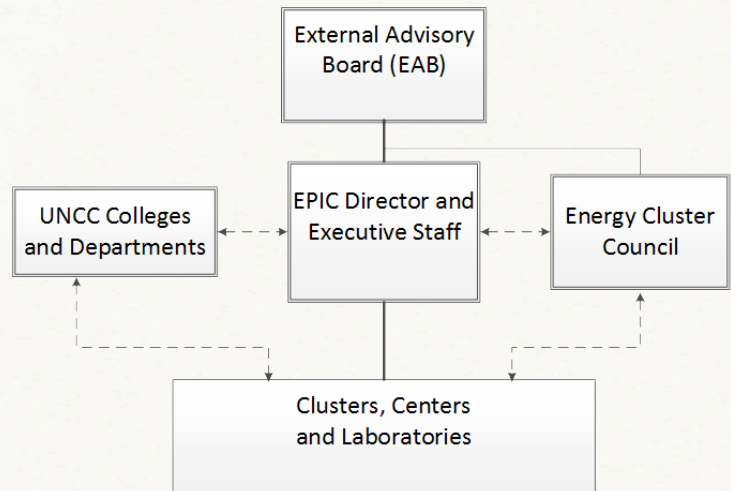 External Advisory
Board (EAB)
UNCC Colleges
and Departments
EPIC Director and
Executive Staff
Energy Cluster
Council
Clusters, Centers
and Laboratories